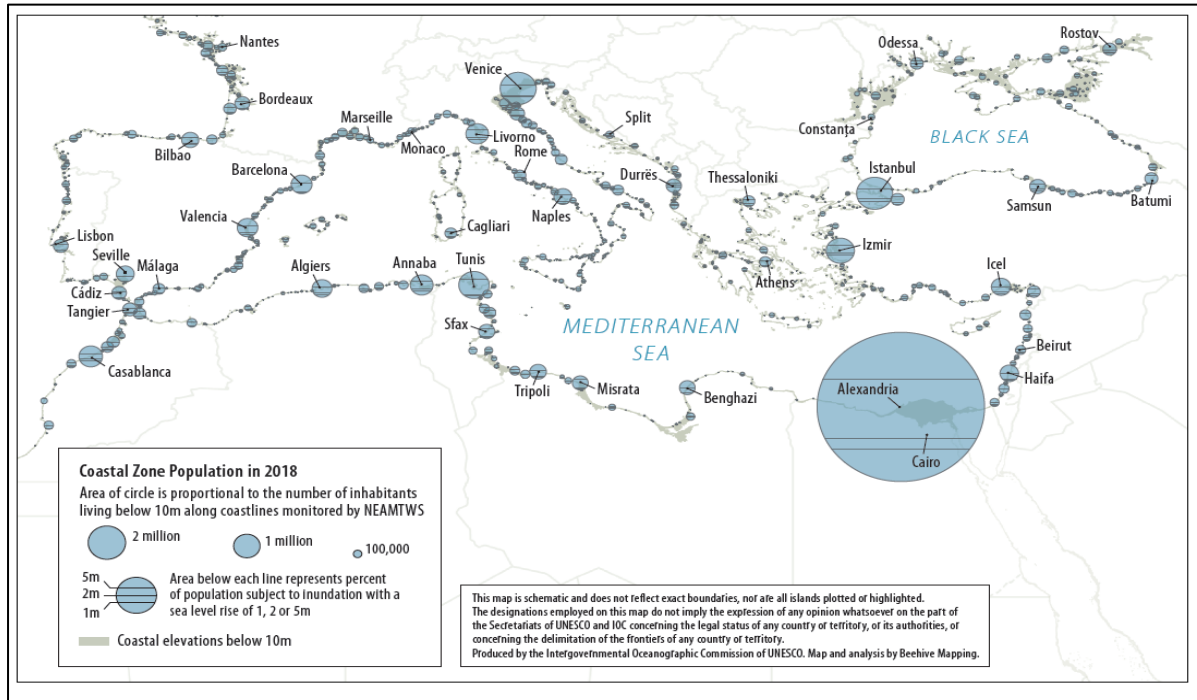 Nantes
Odessa
Rostov
Venice
Bordeaux
Marseille
Split
Constanța
BLACK SEA
Bilbao
Monaco
Livorno
Rome
Istanbul
Barcelona
Durrës
Thessaloniki
Samsun
Batumi
Valencia
Naples
Lisbon
Cagliari
Izmir
Seville
Málaga
Algiers
Annaba
Tunis
Athens
Icel
Cádiz
Tangier
Sfax
MEDITERRANEAN
SEA
Beirut
Casablanca
Tripoli
Misrata
Benghazi
Alexandria
Haifa
Cairo
Coastal Zone Population in 2018
Area of circle is proportional to the number of inhabitants
living below 10m along coastlines monitored by NEAMTWS
2 million
1 million
100,000
5m
2m
1m
Area below each line represents percent
of population subject to inundation with a
sea level rise of 1, 2 or 5m
Coastal elevations below 10m
This map is schematic and does not reflect exact boundaries, nor are all islands plotted or highlighted.
The designations employed on this map do not imply the expression of any opinion whatsoever on the part of
the Secretariats of UNESCO and IOC concerning the legal status of any country or territory, or its authorities, or
concerning the delimitation of the frontiers of any country or territory.
Produced by the Intergovernmental Oceanographic Commission of UNESCO. Map and analysis by Beehive Mapping.